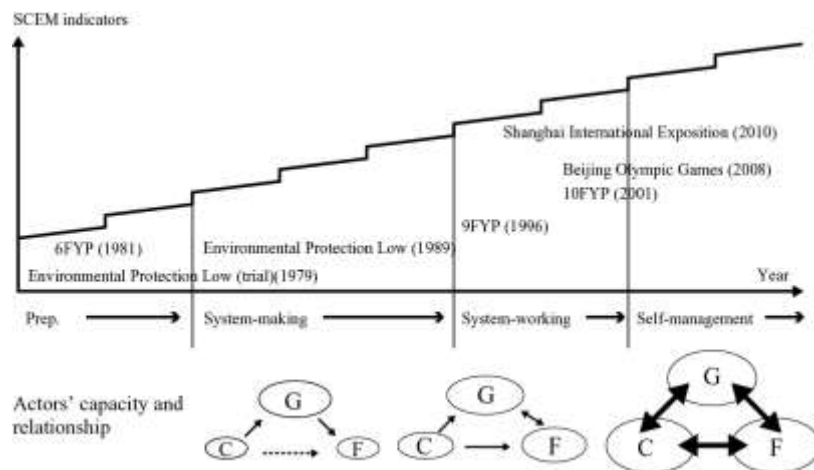 SCEM indicators
Shanghai International Exposition (2010)
Beijing Olympic Games (2008)
10FYP (2001)
9FYP (1996)
6FYP (1981)
Environmental Protection Low (1989)
Environmental Protection Low (trial)(1979)
Year
Prep.
System-making
System-working
Self-management
Actors' capacity and
relationship
G
C
F
G
C
F
G
C
F